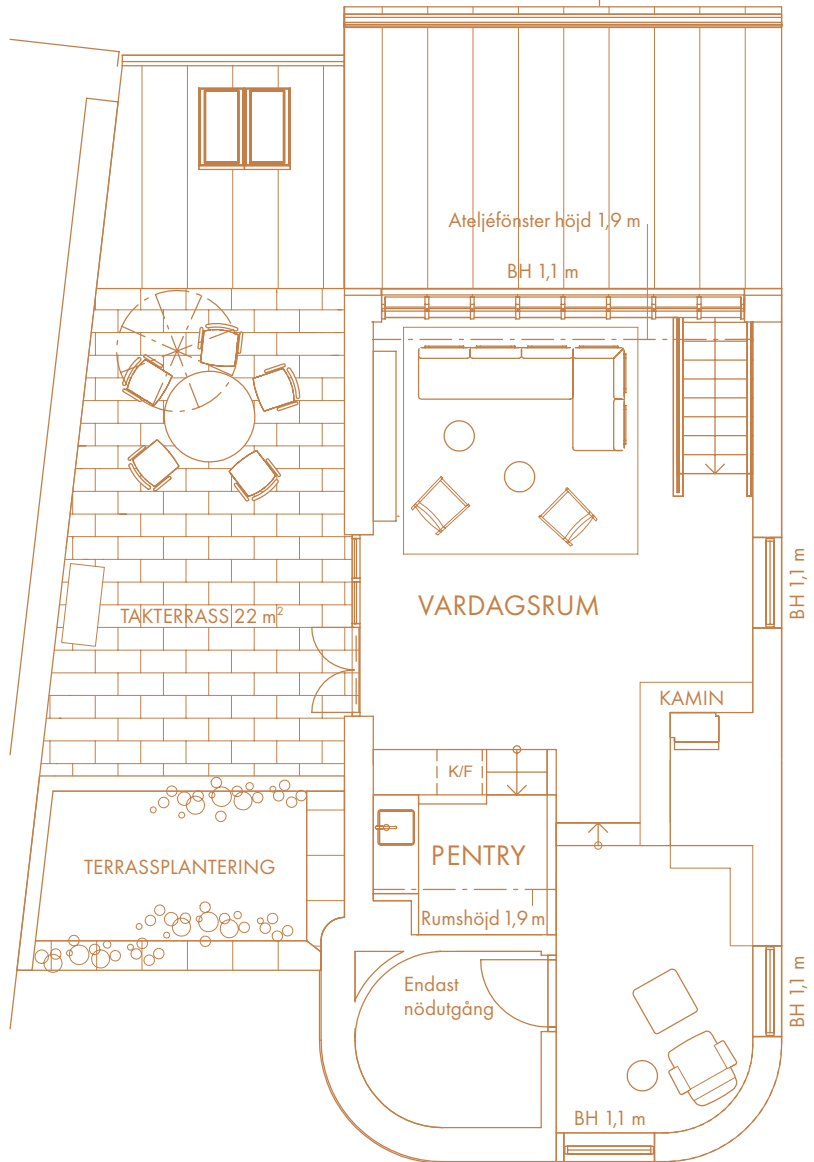 Ateljéfönster höjd 1,9 m
BH 1,1 m
BH 1,1 m
TAKTERRASS 22 m²
VARDAGSRUM
KAMIN
K/F
PENTRY
TERRASSPLANTERING
Rumshöjd 1,9 m
Endast
nödutgång
BH 1,1 m
BH 1,1 m